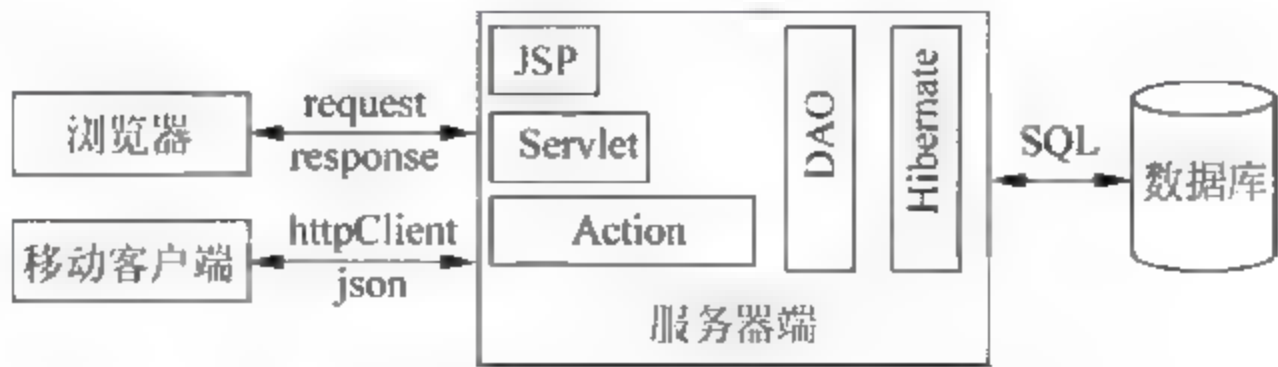 浏览器
request
response
移动客户端
httpClient
json
JSP
Servlet
Action
DAO
Hibernate
服务器端
SQL
数据库